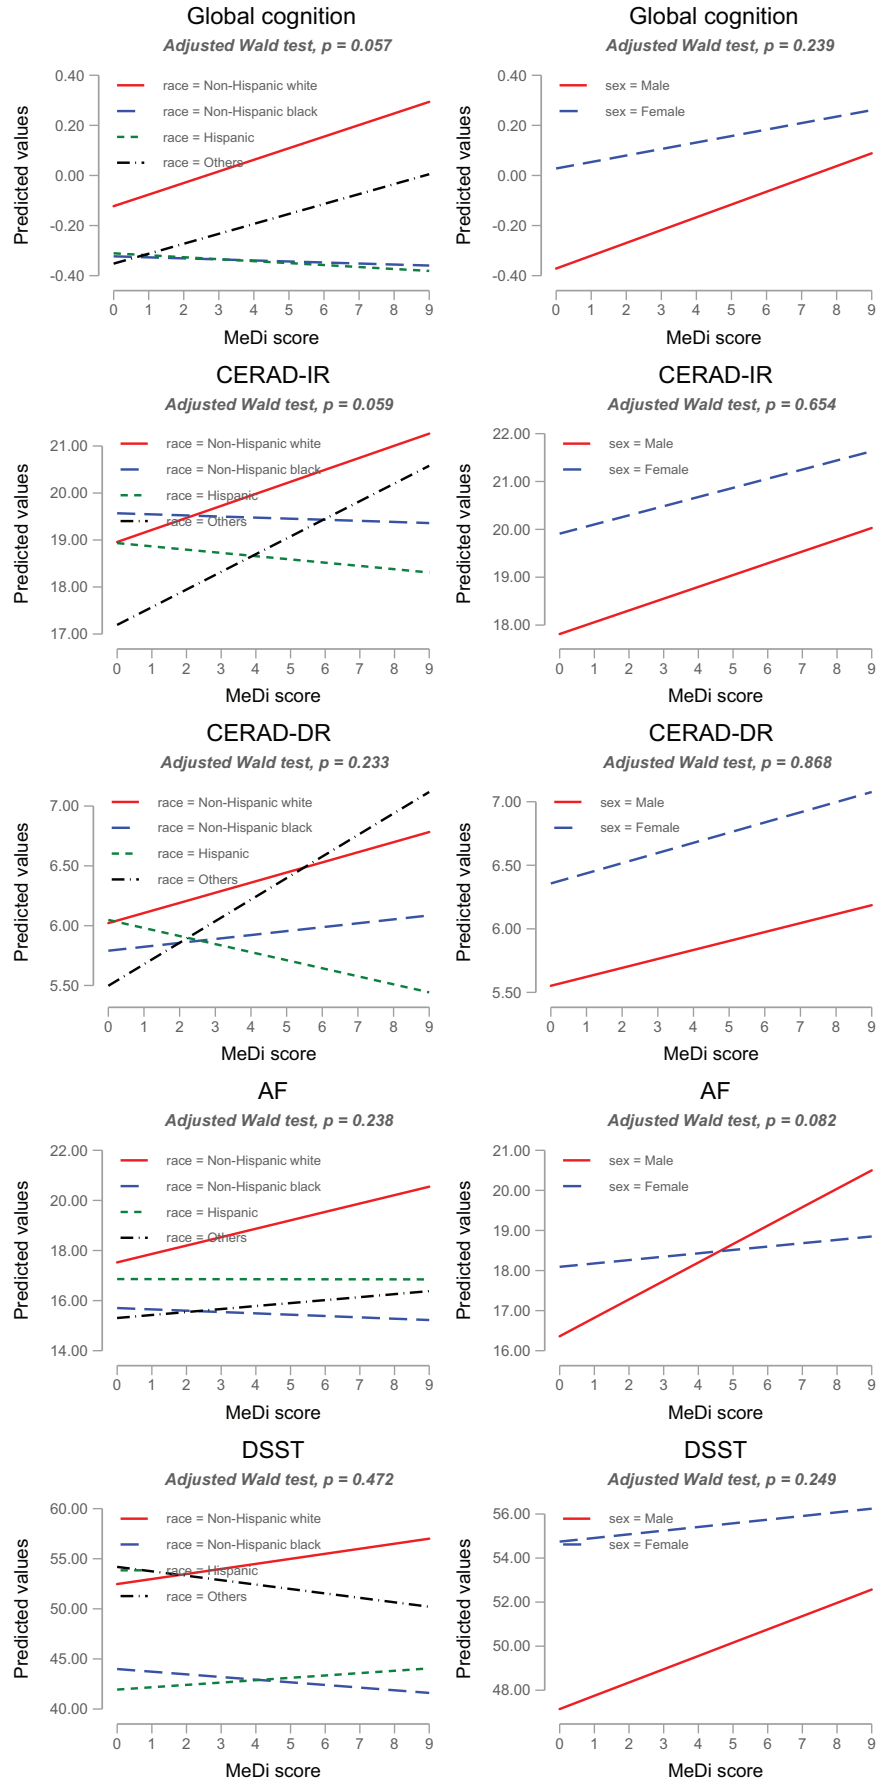 Global cognition
Adjusted Wald test, p = 0.057
Predicted values
0.40
0.20
0.00
-0.20
-0.40
race = Non-Hispanic white
race = Non-Hispanic black
race = Hispanic
race = Others
0 1 2 3 4 5 6 7 8 9
MeDi score
Global cognition
Adjusted Wald test, p = 0.239
Predicted values
0.40
0.20
0.00
-0.20
-0.40
sex = Male
sex = Female
0 1 2 3 4 5 6 7 8 9
MeDi score
CERAD-IR
Adjusted Wald test, p = 0.059
Predicted values
21.00
20.00
19.00
18.00
17.00
race = Non-Hispanic white
race = Non-Hispanic black
race = Hispanic
race = Others
0 1 2 3 4 5 6 7 8 9
MeDi score
CERAD-IR
Adjusted Wald test, p = 0.654
Predicted values
22.00
21.00
20.00
19.00
18.00
sex = Male
sex = Female
0 1 2 3 4 5 6 7 8 9
MeDi score
CERAD-DR
Adjusted Wald test, p = 0.233
Predicted values
7.00
6.50
6.00
5.50
race = Non-Hispanic white
race = Non-Hispanic black
race = Hispanic
race = Others
0 1 2 3 4 5 6 7 8 9
MeDi score
CERAD-DR
Adjusted Wald test, p = 0.868
Predicted values
7.00
6.50
6.00
5.50
sex = Male
sex = Female
0 1 2 3 4 5 6 7 8 9
MeDi score
AF
Adjusted Wald test, p = 0.238
Predicted values
22.00
20.00
18.00
16.00
14.00
race = Non-Hispanic white
race = Non-Hispanic black
race = Hispanic
race = Others
0 1 2 3 4 5 6 7 8 9
MeDi score
AF
Adjusted Wald test, p = 0.082
Predicted values
21.00
20.00
19.00
18.00
17.00
16.00
sex = Male
sex = Female
0 1 2 3 4 5 6 7 8 9
MeDi score
DSST
Adjusted Wald test, p = 0.472
Predicted values
60.00
55.00
50.00
45.00
40.00
race = Non-Hispanic white
race = Non-Hispanic black
race = Hispanic
race = Others
0 1 2 3 4 5 6 7 8 9
MeDi score
DSST
Adjusted Wald test, p = 0.249
Predicted values
56.00
54.00
52.00
50.00
48.00
sex = Male
sex = Female
0 1 2 3 4 5 6 7 8 9
MeDi score